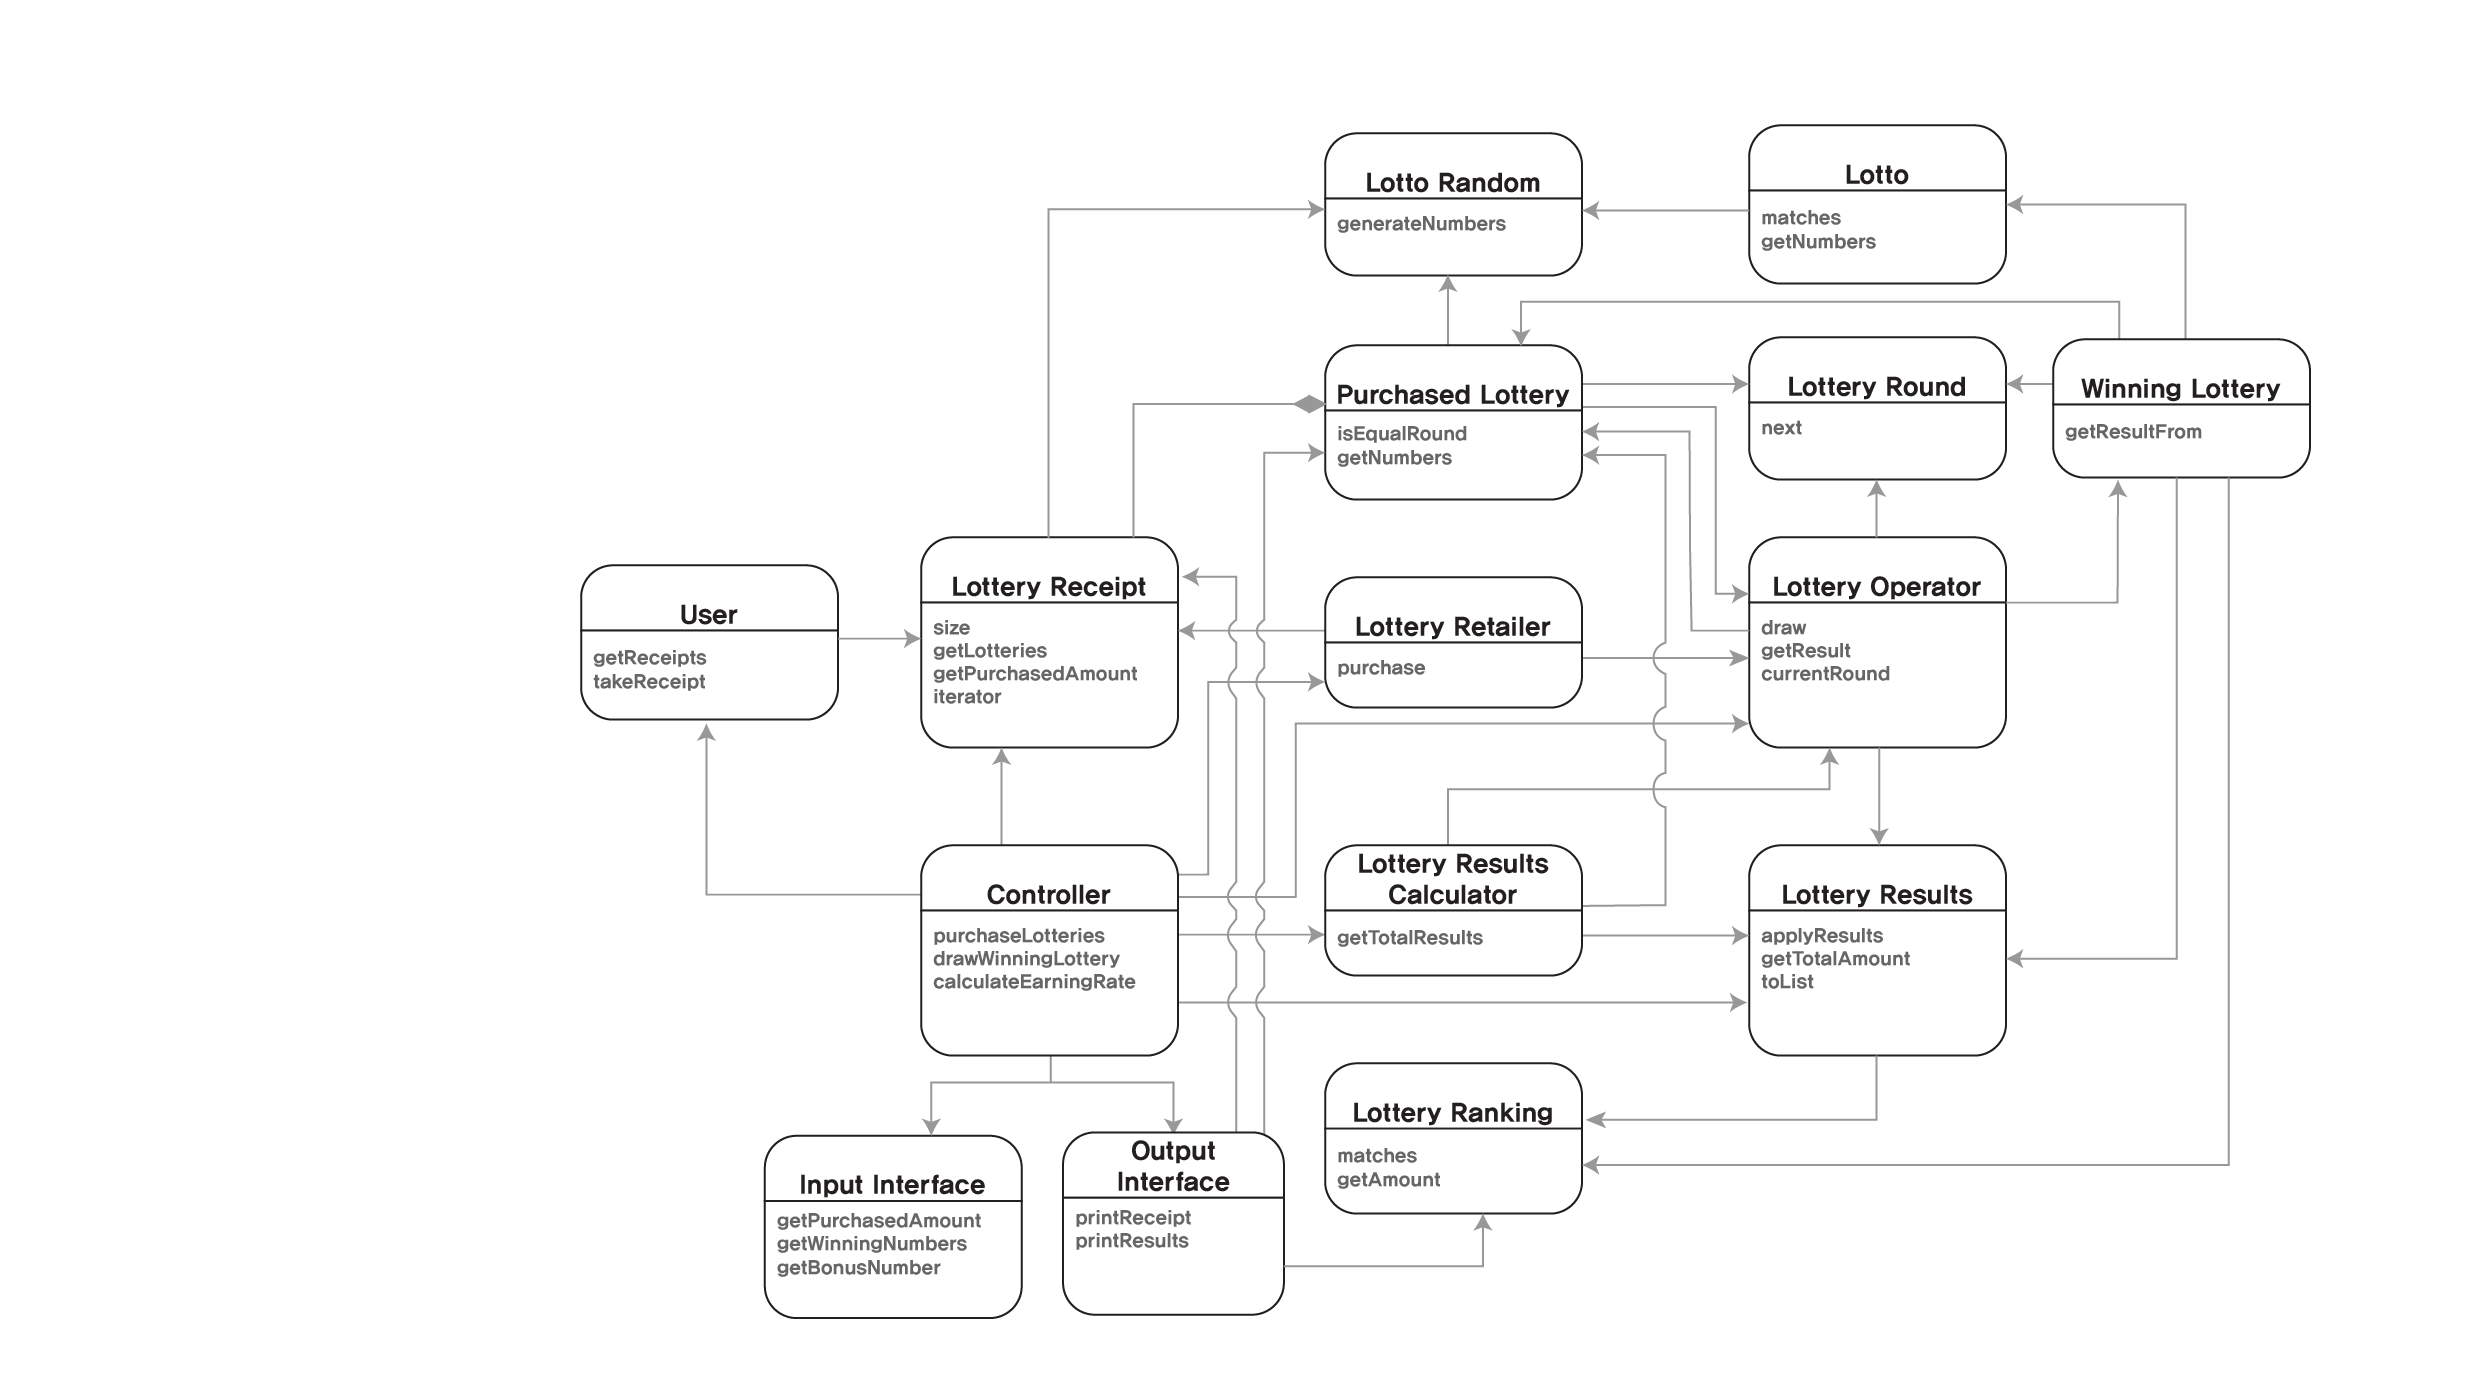 Lotto Random
generateNumbers
Lotto
matches
getNumbers
Purchased Lottery
isEqualRound
getNumbers
Lottery Round
next
Winning Lottery
getResultFrom
User
getReceipts
takeReceipt
Lottery Receipt
size
getLotteries
getPurchasedAmount
iterator
Lottery Retailer
purchase
Lottery Operator
draw
getResult
currentRound
Controller
purchaseLotteries
drawWinningLottery
calculateEarningRate
Lottery Results
Calculator
getTotalResults
Lottery Results
applyResults
getTotalAmount
toList
Input Interface
getPurchasedAmount
getWinningNumbers
getBonusNumber
Output
Interface
printReceipt
printResults
Lottery Ranking
matches
getAmount